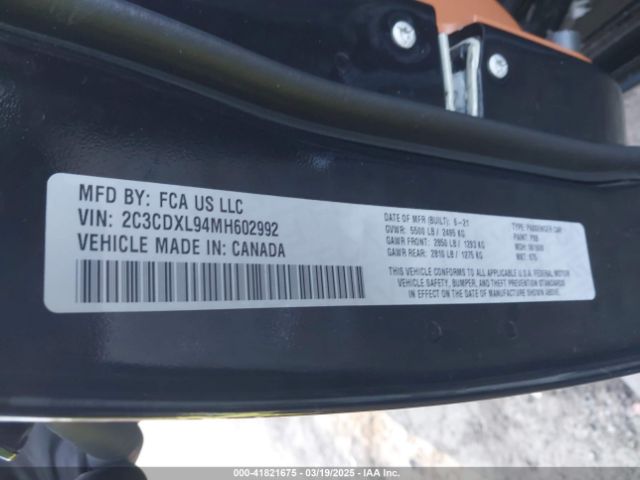 MFD BY: FCA US LLC
VIN: 2C3CDXL94MH602992
VEHICLE MADE IN: CANADA
DATE OF MFR (BUILT): 6-21
GVWR: 5500 LB / 2495 KG
GAWR FRONT: 2850 LB / 1293 KG
GAWR REAR: 2810 LB / 1275 KG
TYPE: PASSENGER CAR
PAINT:
MDH:
MKT:
THIS VEHICLE CONFORMS TO ALL APPLICABLE U.S.A. FEDERAL MOTOR
VEHICLE SAFETY, BUMPER, AND THEFT PREVENTION STANDARDS
IN EFFECT ON THE DATE OF MANUFACTURE SHOWN ABOVE.
000-41821675 - 03/19/2025 - IAA Inc.